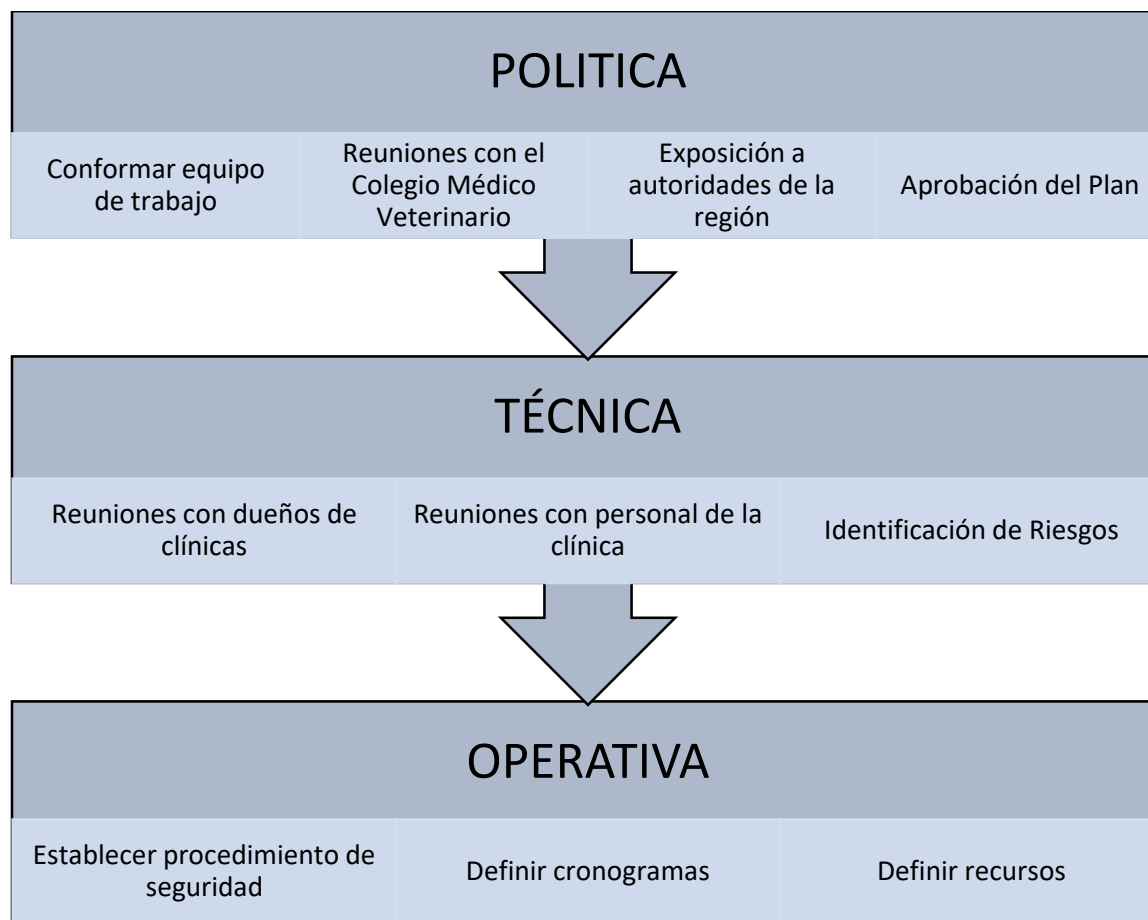 POLITICA
Conformar equipo
de trabajo
Reuniones con el
Colegio Médico
Veterinario
Exposición a
autoridades de la
región
Aprobación del Plan
TÉCNICA
Reuniones con dueños de
clínicas
Reuniones con personal de la
clínica
Identificación de Riesgos
OPERATIVA
Establecer procedimiento de
seguridad
Definir cronogramas
Definir recursos